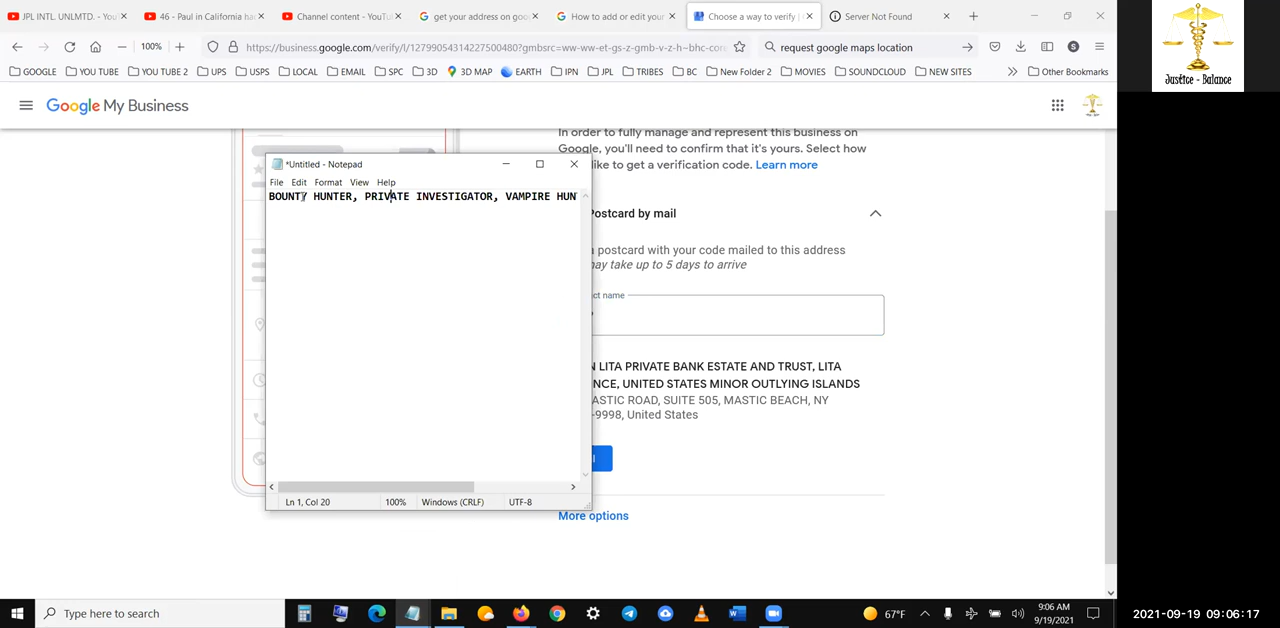 JPL INTL. UNLMTD. - You
46 - Paul in California ha
Channel content - YouTu
get your address on goo
How to add or edit your
Choose a way to verify
Server Not Found
100%
https://business.google.com/verify/l/12799054314227500480?gmbsrc=ww-ww-et-gs-z-gmb-v-z-h~bhc-core
request google maps location
GOOGLE
YOU TUBE
YOU TUBE 2
UPS
USPS
LOCAL
EMAIL
SPC
3D
3D MAP
EARTH
IPN
JPL
TRIBES
BC
New Folder 2
MOVIES
SOUNDCLOUD
NEW SITES
Other Bookmarks
Google My Business
In order to fully manage and represent this business on
Google, you'll need to confirm that it's yours. Select how
like to get a verification code. Learn more
Postcard by mail
a postcard with your code mailed to this address
may take up to 5 days to arrive
ct name
N LITA PRIVATE BANK ESTATE AND TRUST, LITA
NCE, UNITED STATES MINOR OUTLYING ISLANDS
ASTIC ROAD, SUITE 505, MASTIC BEACH, NY
-9998, United States
More options
*Untitled - Notepad
File Edit Format View Help
BOUNTY HUNTER, PRIVATE INVESTIGATOR, VAMPIRE HUN
Ln 1, Col 20
100%
Windows (CRLF)
UTF-8
Type here to search
67°F
9:06 AM
9/19/2021
Justice - Balance
2021-09-19 09:06:17